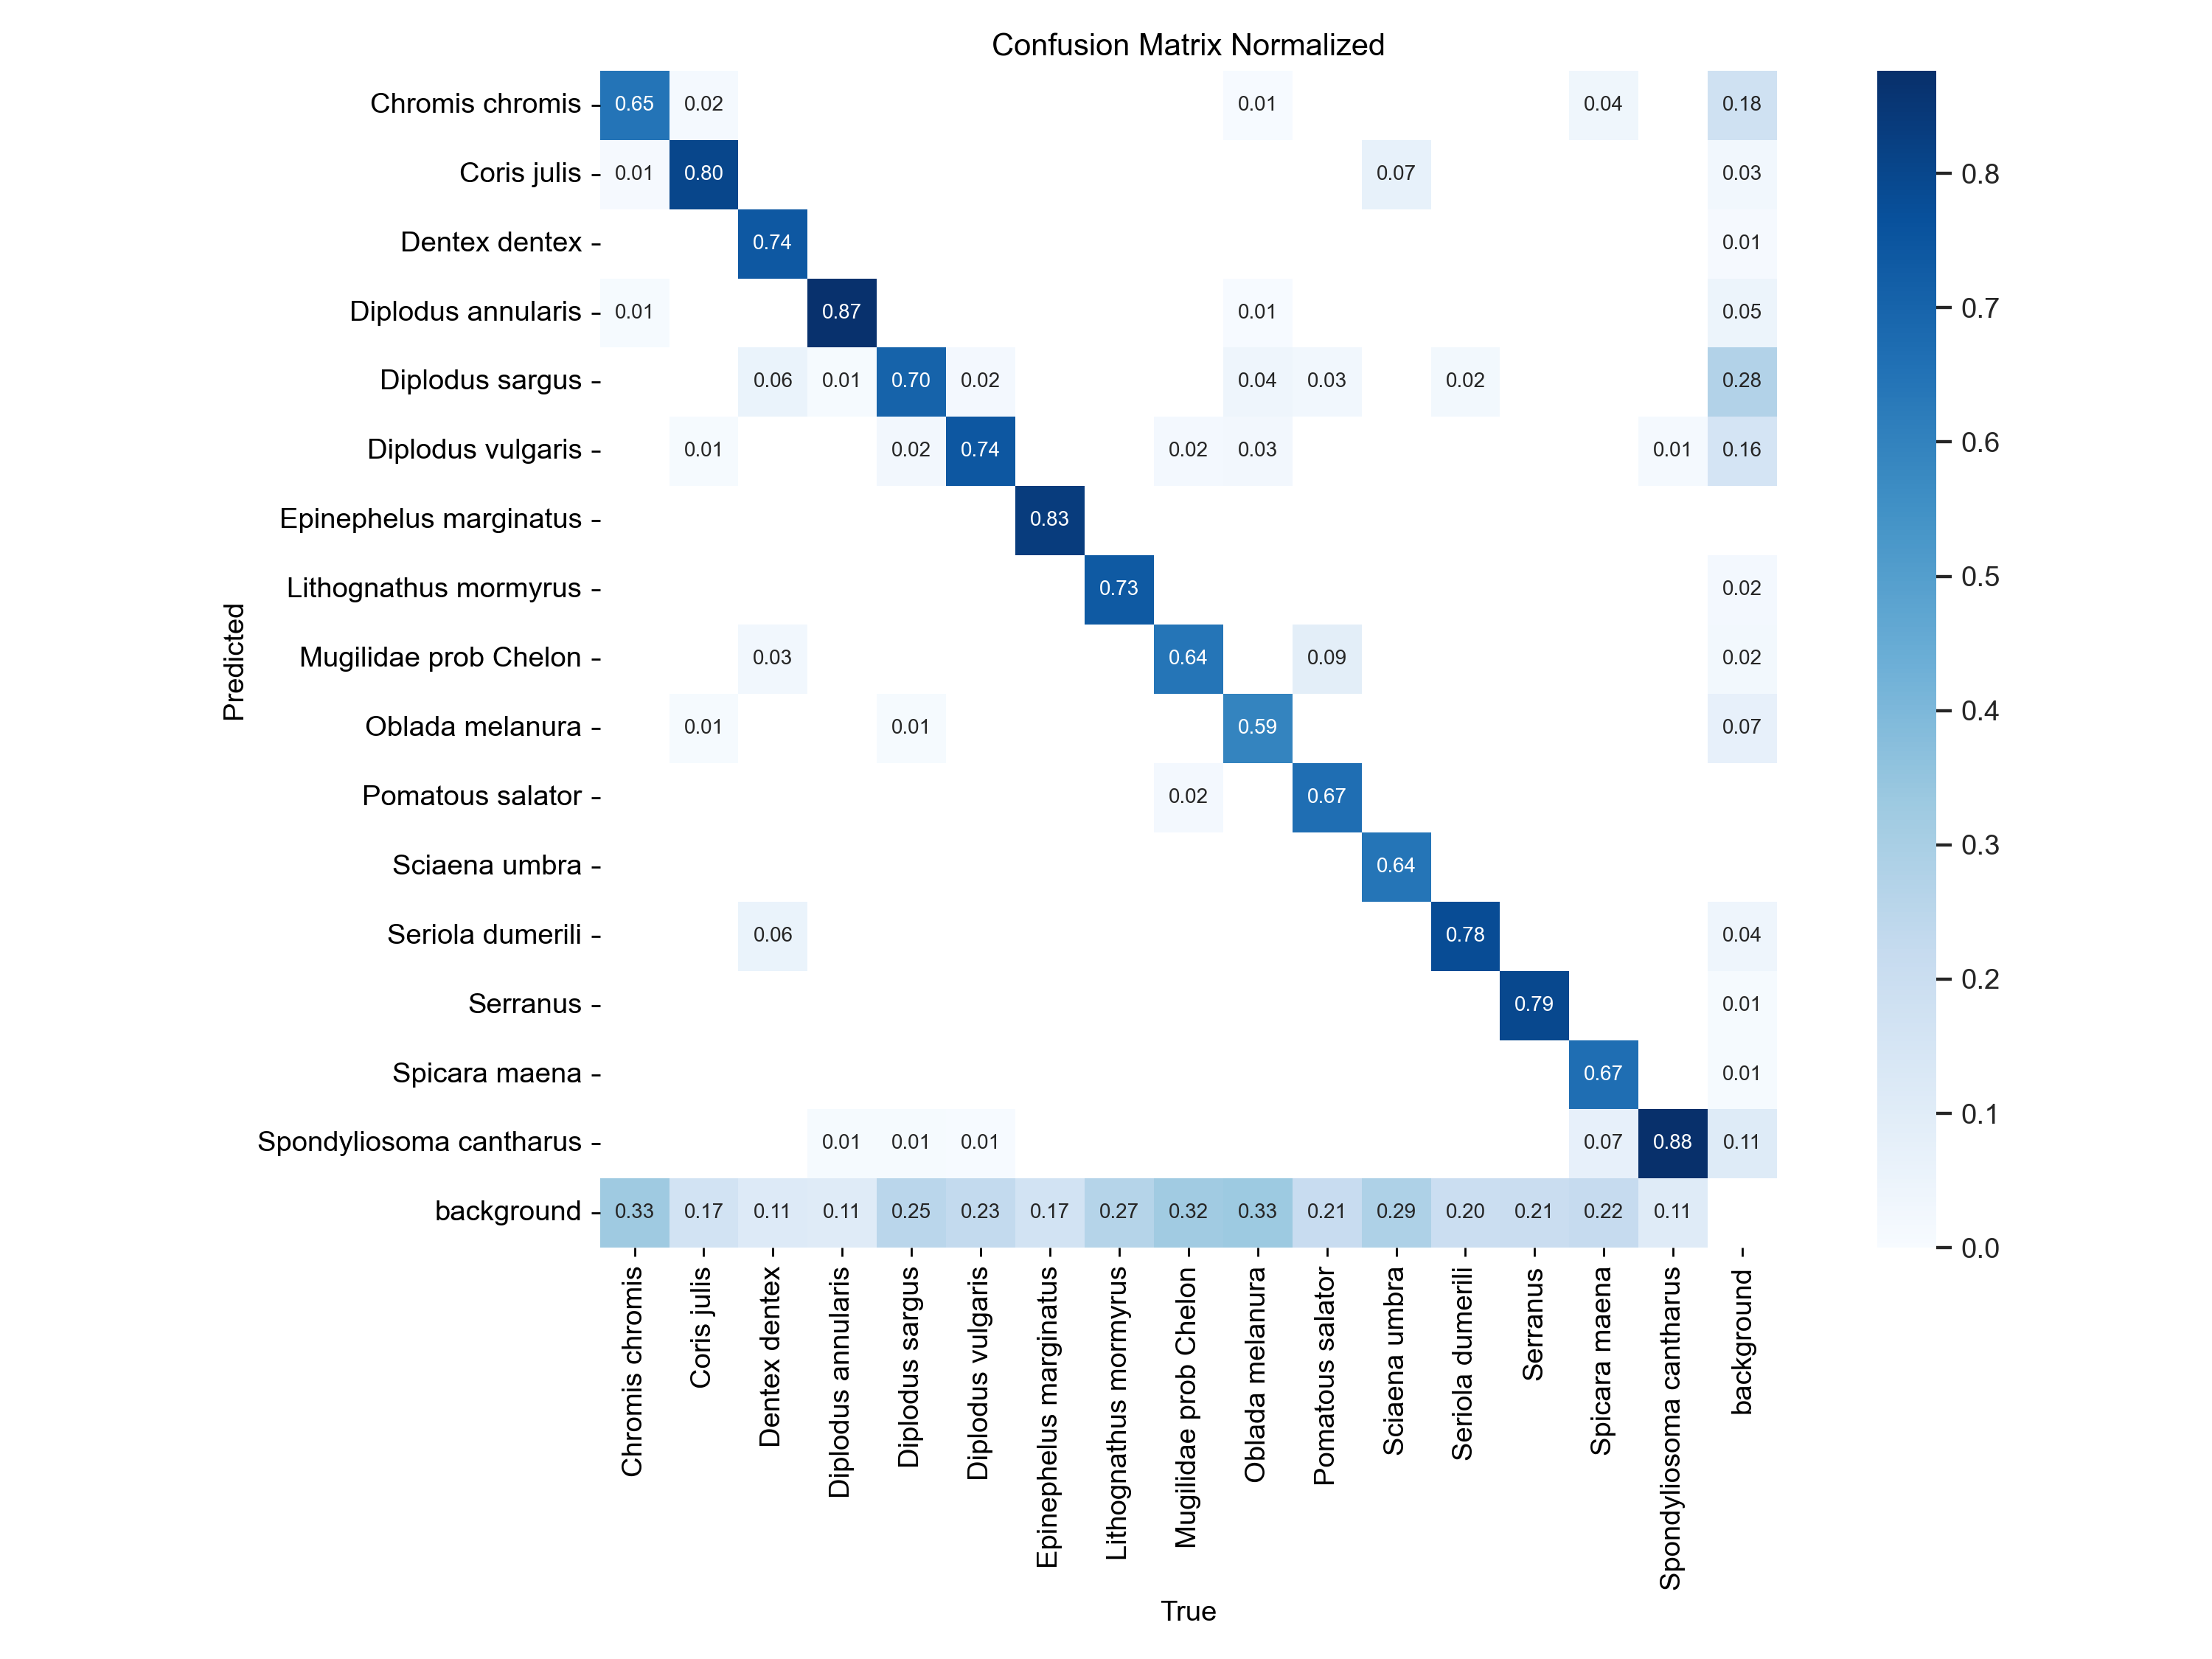 Confusion Matrix Normalized
Chromis chromis 0.65 0.02 0.01 0.04 0.18
Coris julis 0.01 0.80 0.07 0.03
Dentex dentex 0.74 0.01
Diplodus annularis 0.01 0.87 0.01 0.05
Diplodus sargus 0.06 0.01 0.70 0.02 0.04 0.03 0.02 0.28
Diplodus vulgaris 0.01 0.02 0.74 0.02 0.03 0.01 0.16
Epinephelus marginatus 0.83
Lithognathus mormyrus 0.73 0.02
Mugilidae prob Chelon 0.03 0.64 0.09 0.02
Oblada melanura 0.01 0.01 0.59 0.07
Pomatous salator 0.02 0.67
Sciaena umbra 0.64
Seriola dumerili 0.06 0.78 0.04
Serranus 0.79 0.01
Spicara maena 0.67 0.01
Spondyliosoma cantharus 0.01 0.01 0.01 0.07 0.88 0.11
background 0.33 0.17 0.11 0.11 0.25 0.23 0.17 0.27 0.32 0.33 0.21 0.29 0.20 0.21 0.22 0.11
Predicted
Chromis chromis
Coris julis
Dentex dentex
Diplodus annularis
Diplodus sargus
Diplodus vulgaris
Epinephelus marginatus
Lithognathus mormyrus
Mugilidae prob Chelon
Oblada melanura
Pomatous salator
Sciaena umbra
Seriola dumerili
Serranus
Spicara maena
Spondyliosoma cantharus
background
True
0.8
0.7
0.6
0.5
0.4
0.3
0.2
0.1
0.0